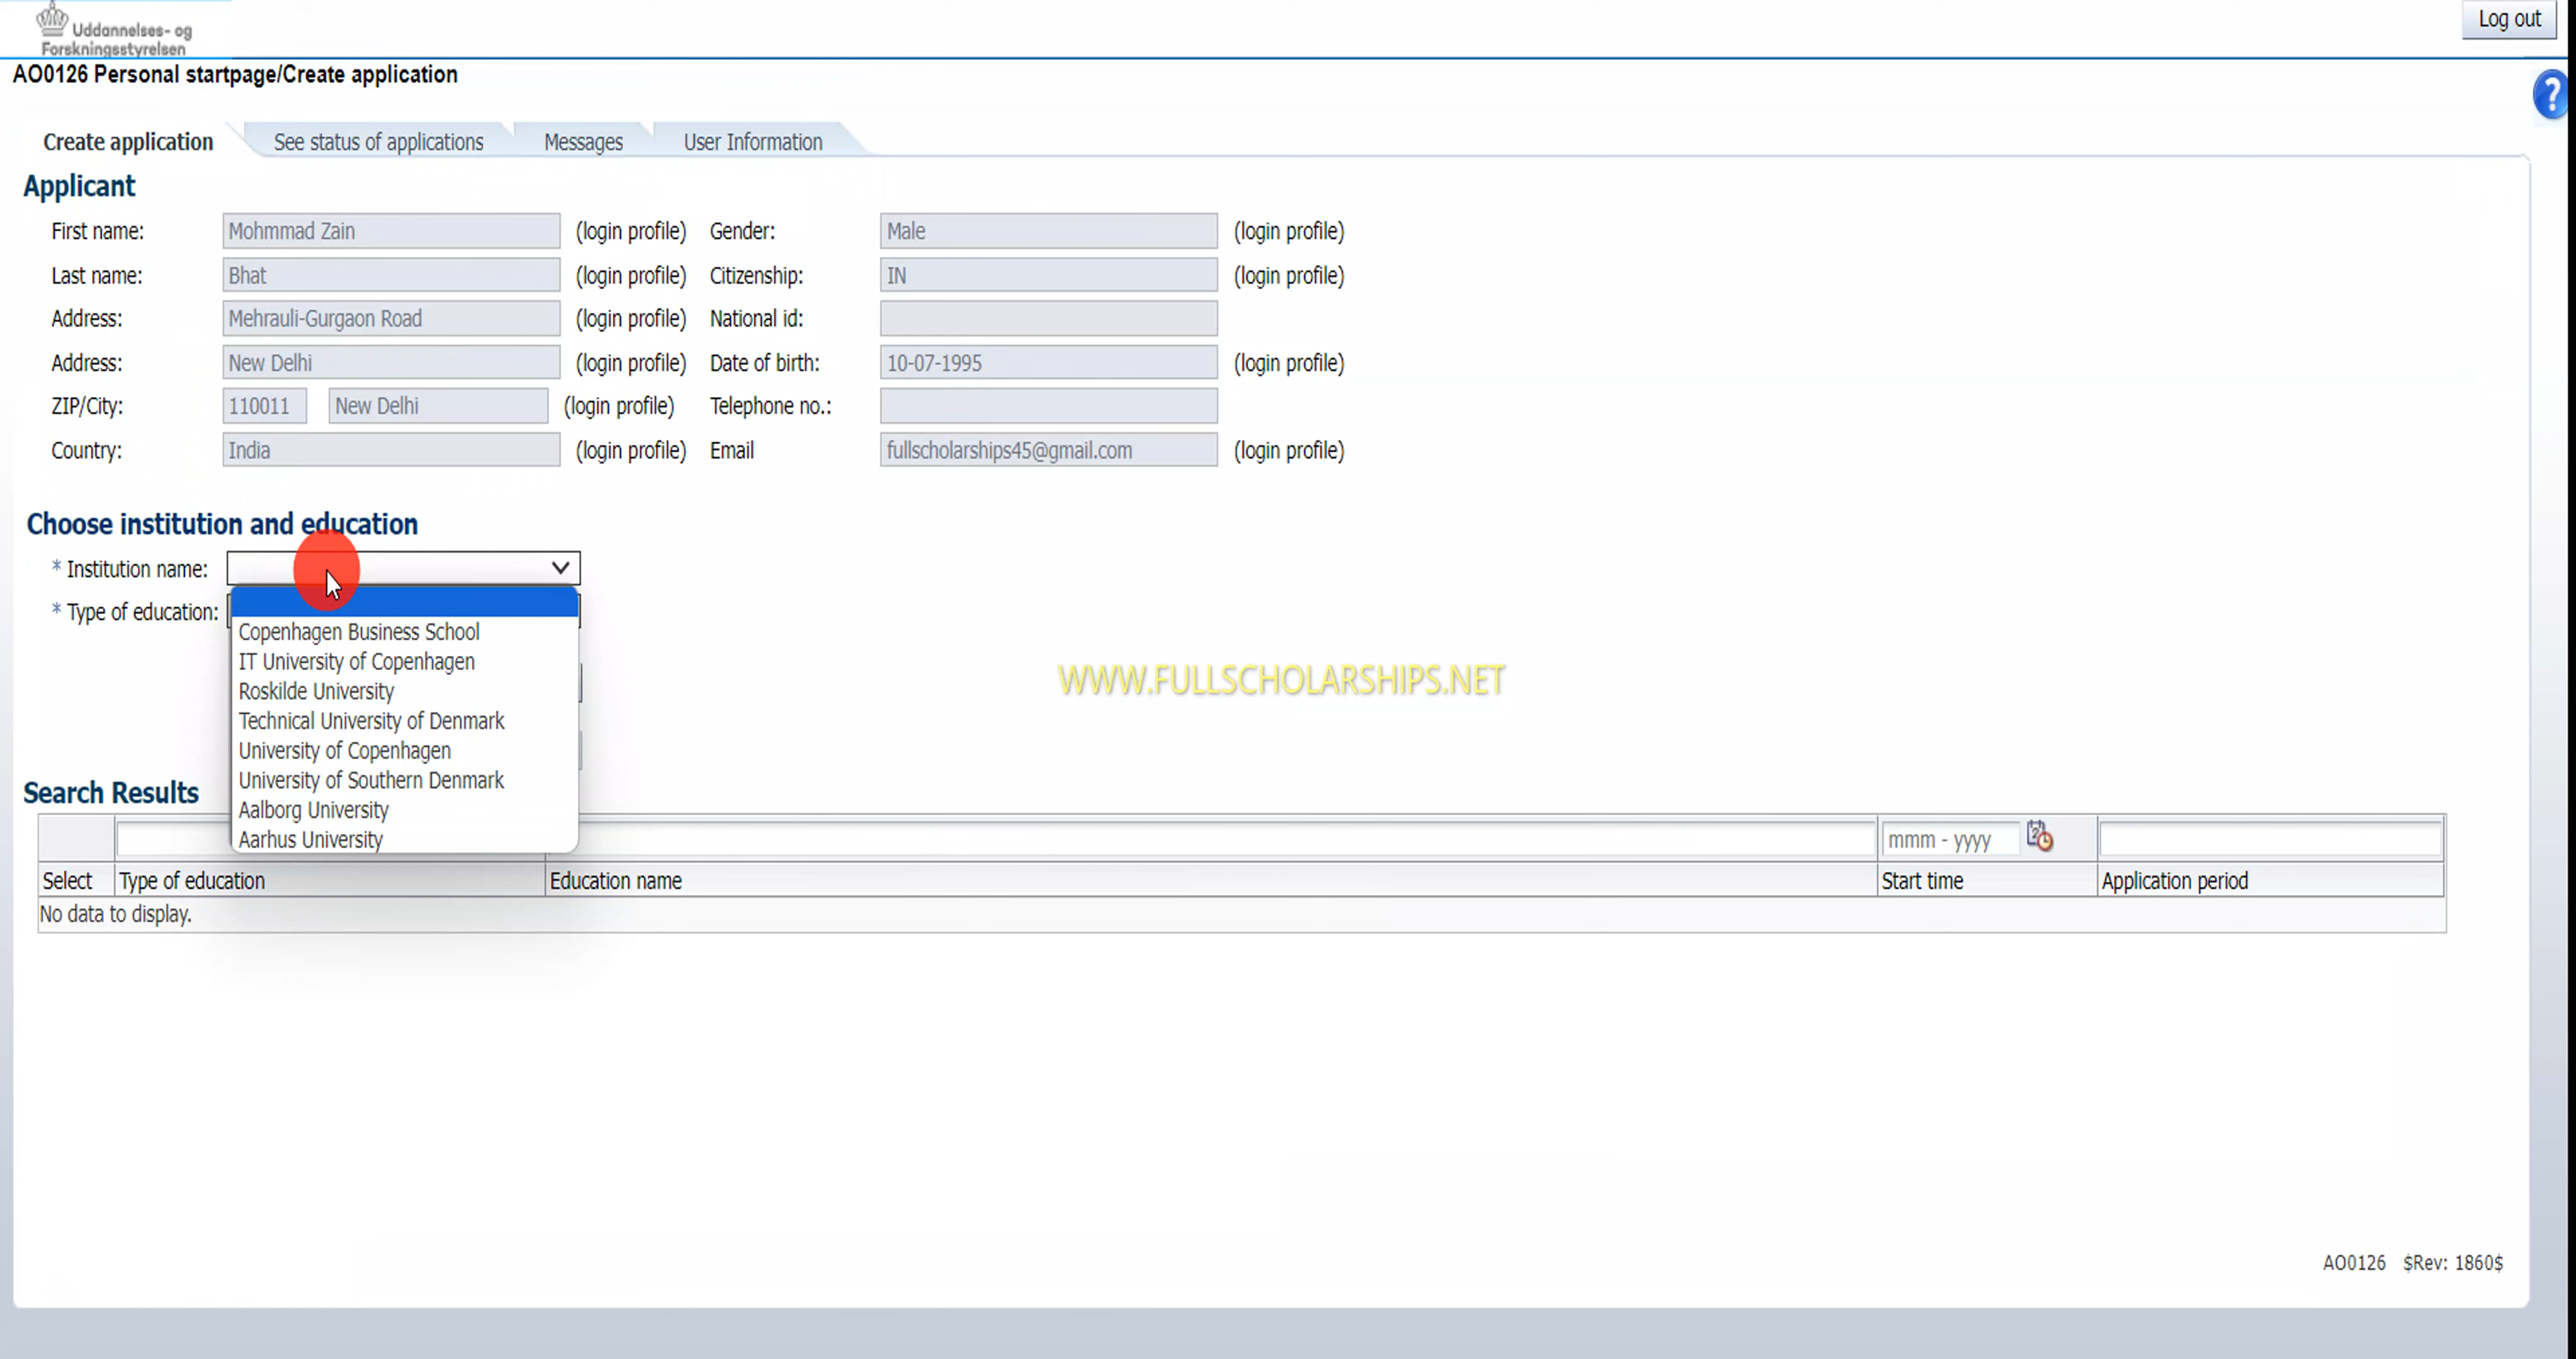 Uddannelses- og
Forskningsstyrelsen
Log out
AO0126 Personal startpage/Create application
?
Create application See status of applications Messages User Information
Applicant
First name: Mohmmad Zain (login profile) Gender: Male (login profile)
Last name: Bhat (login profile) Citizenship: IN (login profile)
Address: Mehrauli-Gurgaon Road (login profile) National id:
Address: New Delhi (login profile) Date of birth: 10-07-1995 (login profile)
ZIP/City: 110011 New Delhi (login profile) Telephone no.:
Country: India (login profile) Email fullscholarships45@gmail.com (login profile)
Choose institution and education
* Institution name:
* Type of education:
Copenhagen Business School
IT University of Copenhagen
Roskilde University
Technical University of Denmark
University of Copenhagen
University of Southern Denmark
Aalborg University
Aarhus University
WWW.FULLSCHOLARSHIPS.NET
Search Results
mmm - yyyy
Select Type of education Education name Start time Application period
No data to display.
AO0126 $Rev: 1860$